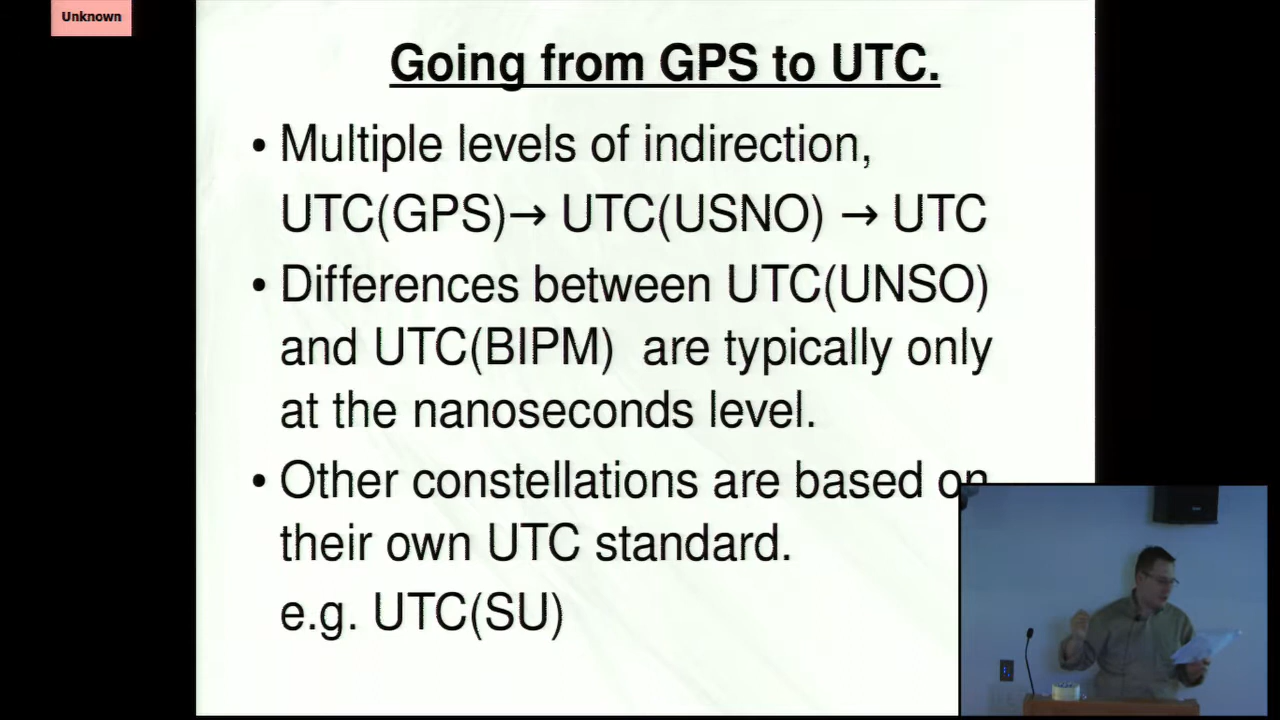 Unknown
Going from GPS to UTC.
• Multiple levels of indirection,
UTC(GPS)→ UTC(USNO) → UTC
• Differences between UTC(UNSO)
and UTC(BIPM) are typically only
at the nanoseconds level.
• Other constellations are based on
their own UTC standard.
e.g. UTC(SU)